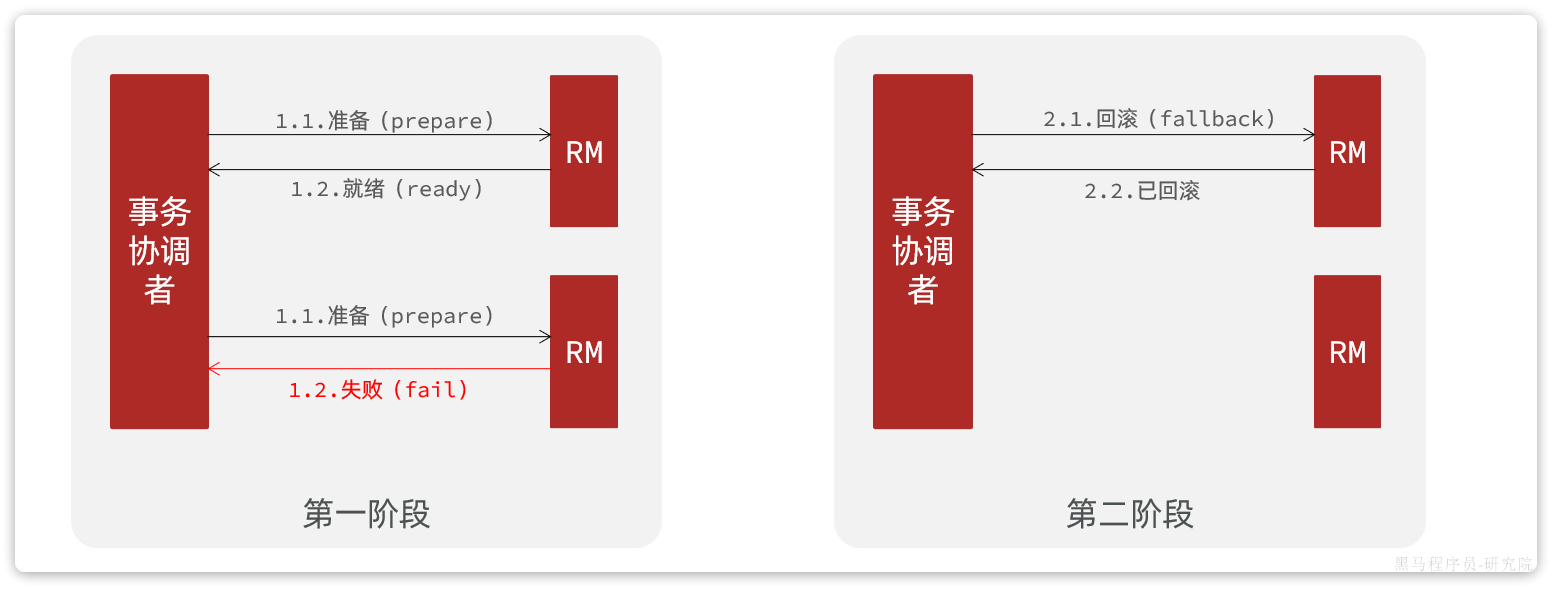 1.1.准备（prepare）
RM
1.2.就绪（ready）
事务
协调
者
1.1.准备（prepare）
RM
1.2.失败（fail）
第一阶段
2.1.回滚（fallback）
RM
2.2.已回滚
事务
协调
者
RM
第二阶段
黑马程序员-研究院